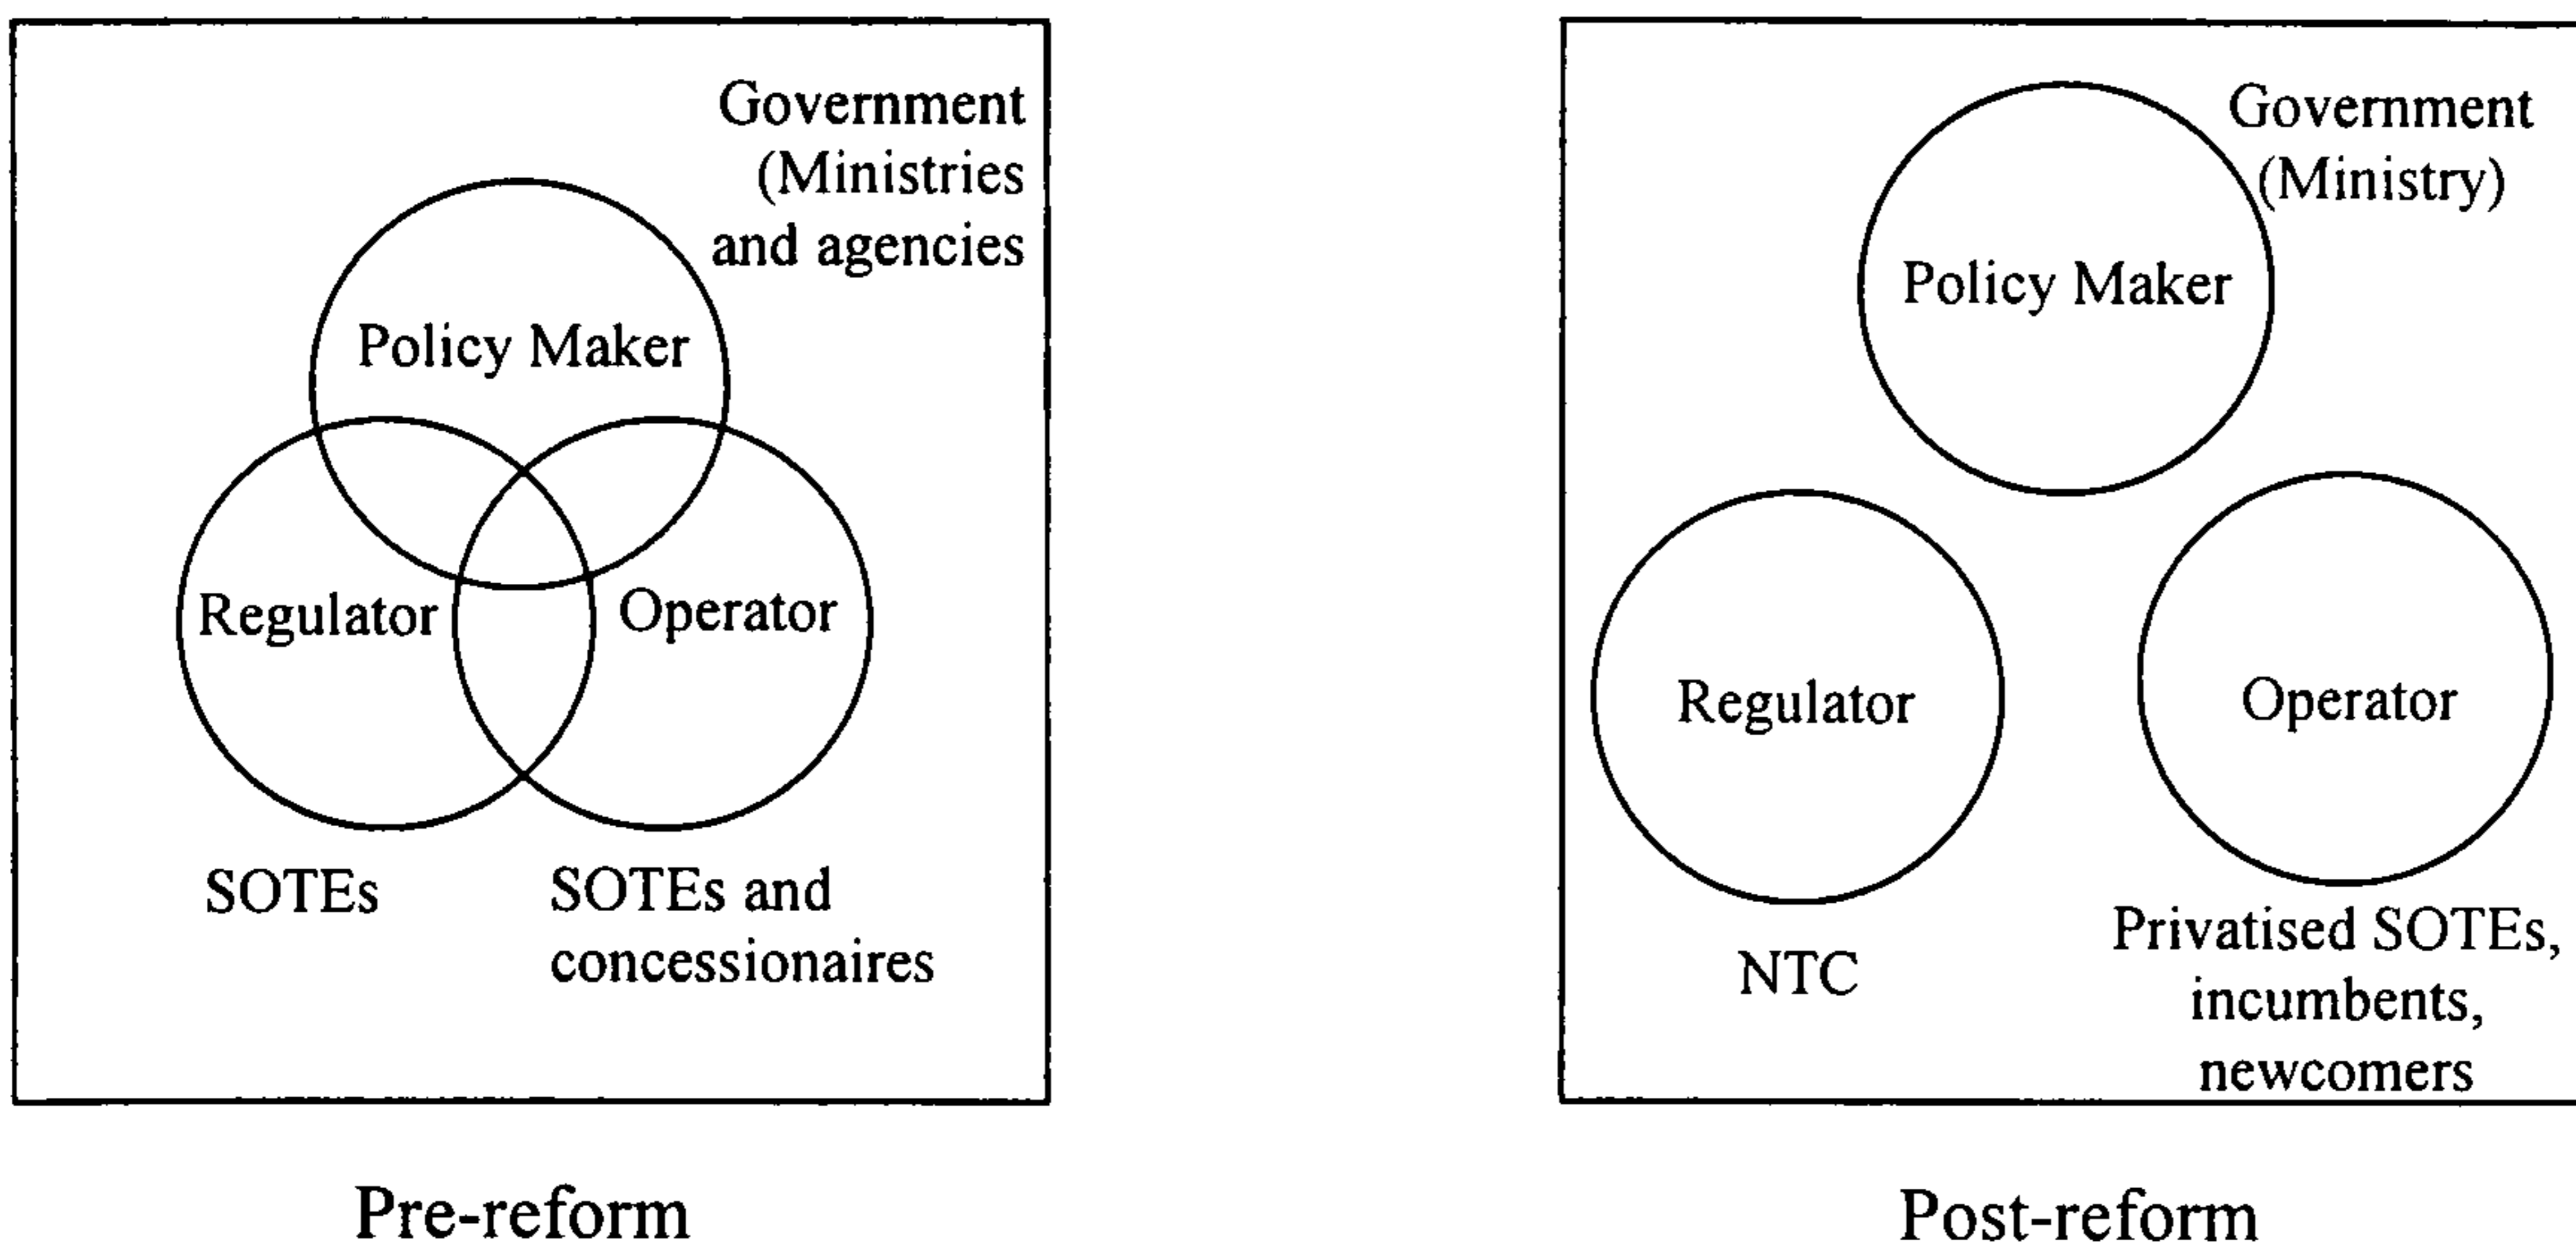 Government
(Ministries
and agencies
Policy Maker
Regulator
Operator
SOTEs
SOTEs and
concessionaires
Pre-reform
Government
(Ministry)
Policy Maker
Regulator
Operator
NTC
Privatised SOTEs,
incumbents,
newcomers
Post-reform